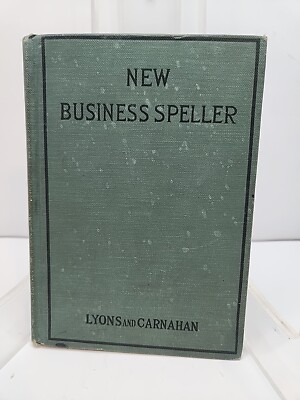 NEW
BUSINESS SPELLER
LYONS AND CARNAHAN